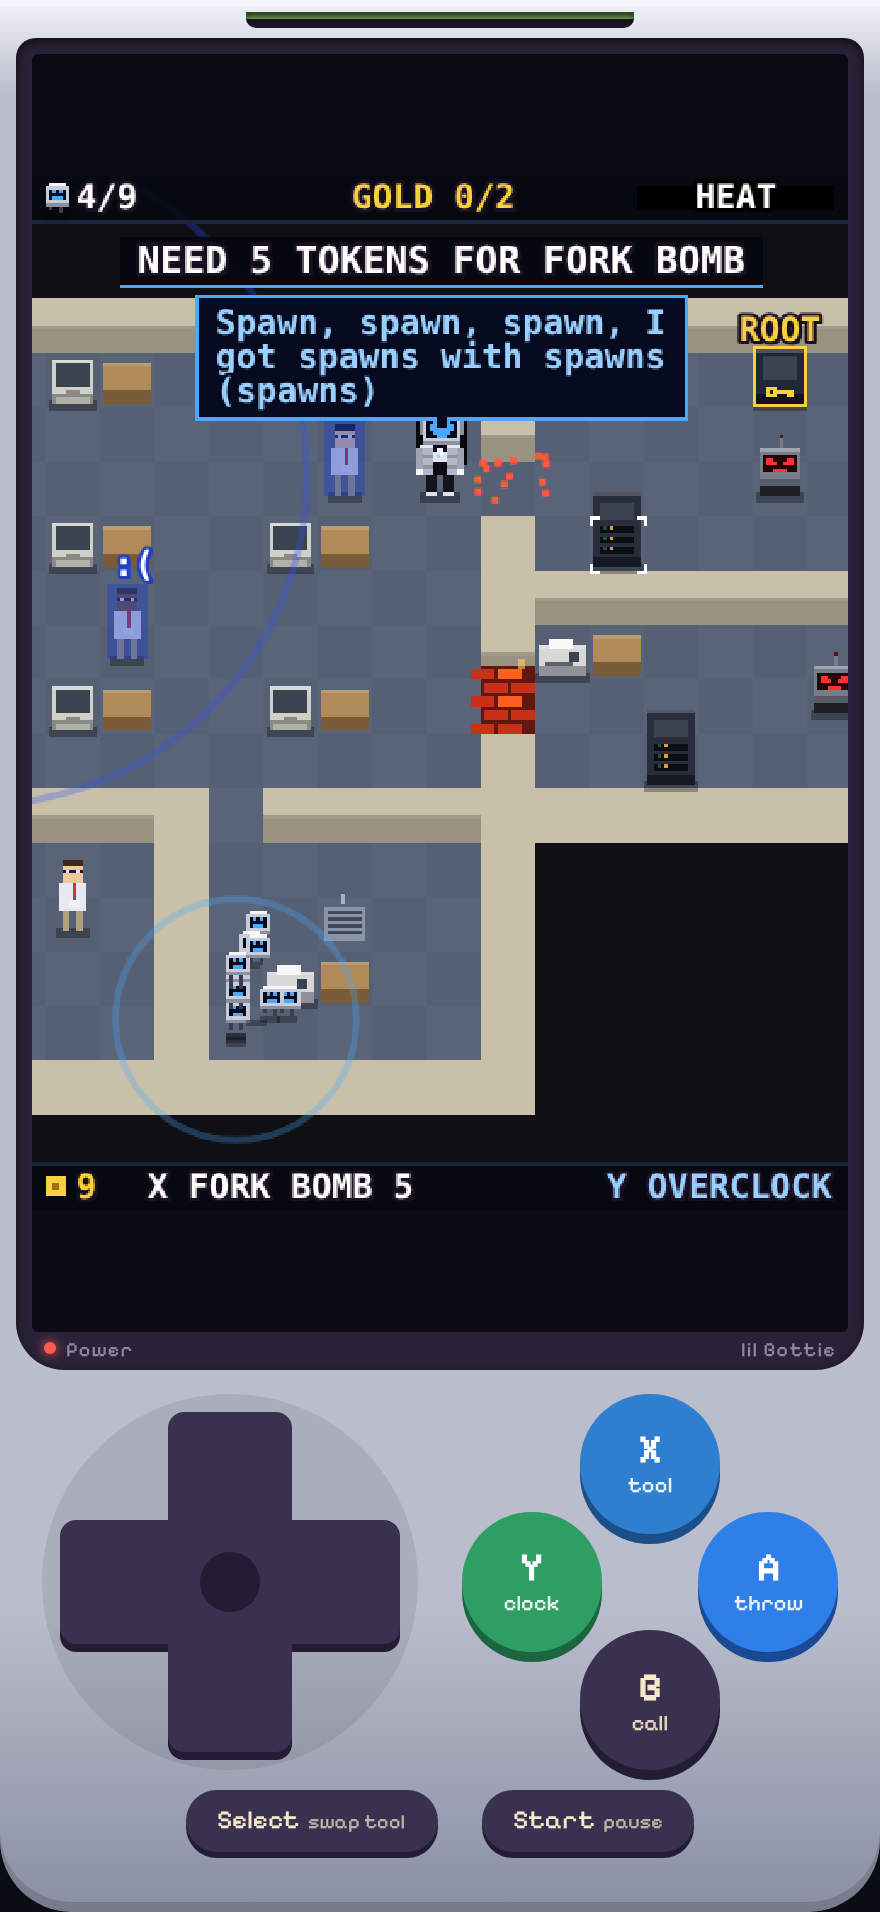 4/9 GOLD 0/2 HEAT
NEED 5 TOKENS FOR FORK BOMB
Spawn, spawn, spawn, I
got spawns with spawns
(spawns)
ROOT
:(
9 X FORK BOMB 5 Y OVERCLOCK
Power lil Bottie
X
tool
Y
clock
A
throw
B
call
Select swap tool
Start pause